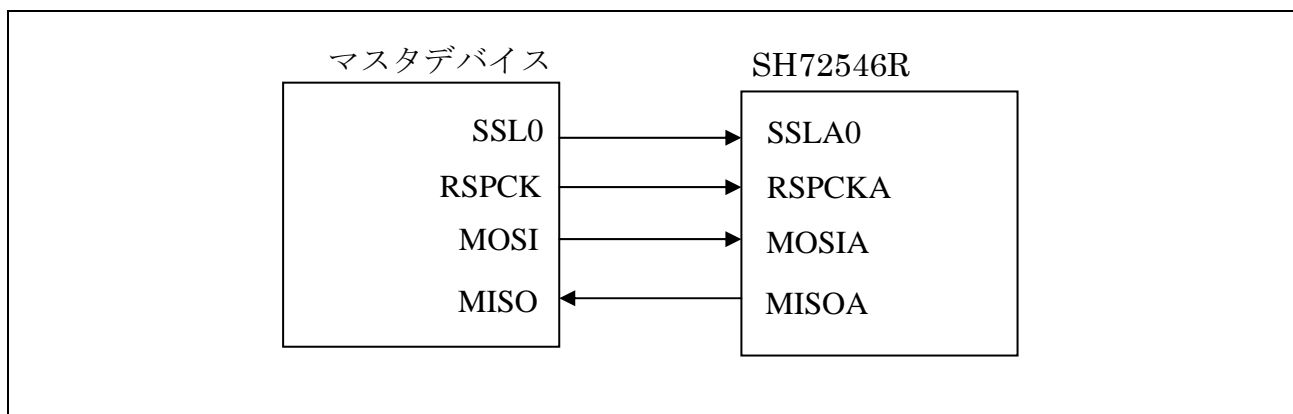 マスタデバイス
SSL0
RSPCK
MOSI
MISO
SH72546R
SSLA0
RSPCKA
MOSIA
MISOA